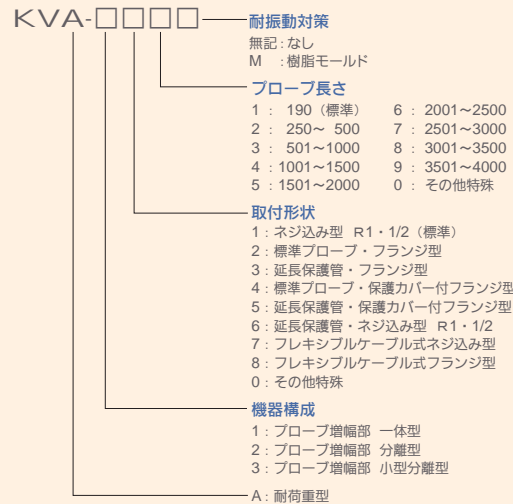 KVA-□□□□
耐振動対策
無記：なし
M ：樹脂モールド
プローブ長さ
1 ： 190（標準） 6 ： 2001〜2500
2 ： 250〜 500 7 ： 2501〜3000
3 ： 501〜1000 8 ： 3001〜3500
4 ：1001〜1500 9 ： 3501〜4000
5 ：1501〜2000 0 ： その他特殊
取付形状
1：ネジ込み型 R1・1/2（標準）
2：標準プローブ・フランジ型
3：延長保護管・フランジ型
4：標準プローブ・保護カバー付フランジ型
5：延長保護管・保護カバー付フランジ型
6：延長保護管・ネジ込み型 R1・1/2
7：フレキシブルケーブル式ネジ込み型
8：フレキシブルケーブル式フランジ型
0：その他特殊
機器構成
1：プローブ増幅部 一体型
2：プローブ増幅部 分離型
3：プローブ増幅部 小型分離型
A：耐荷重型